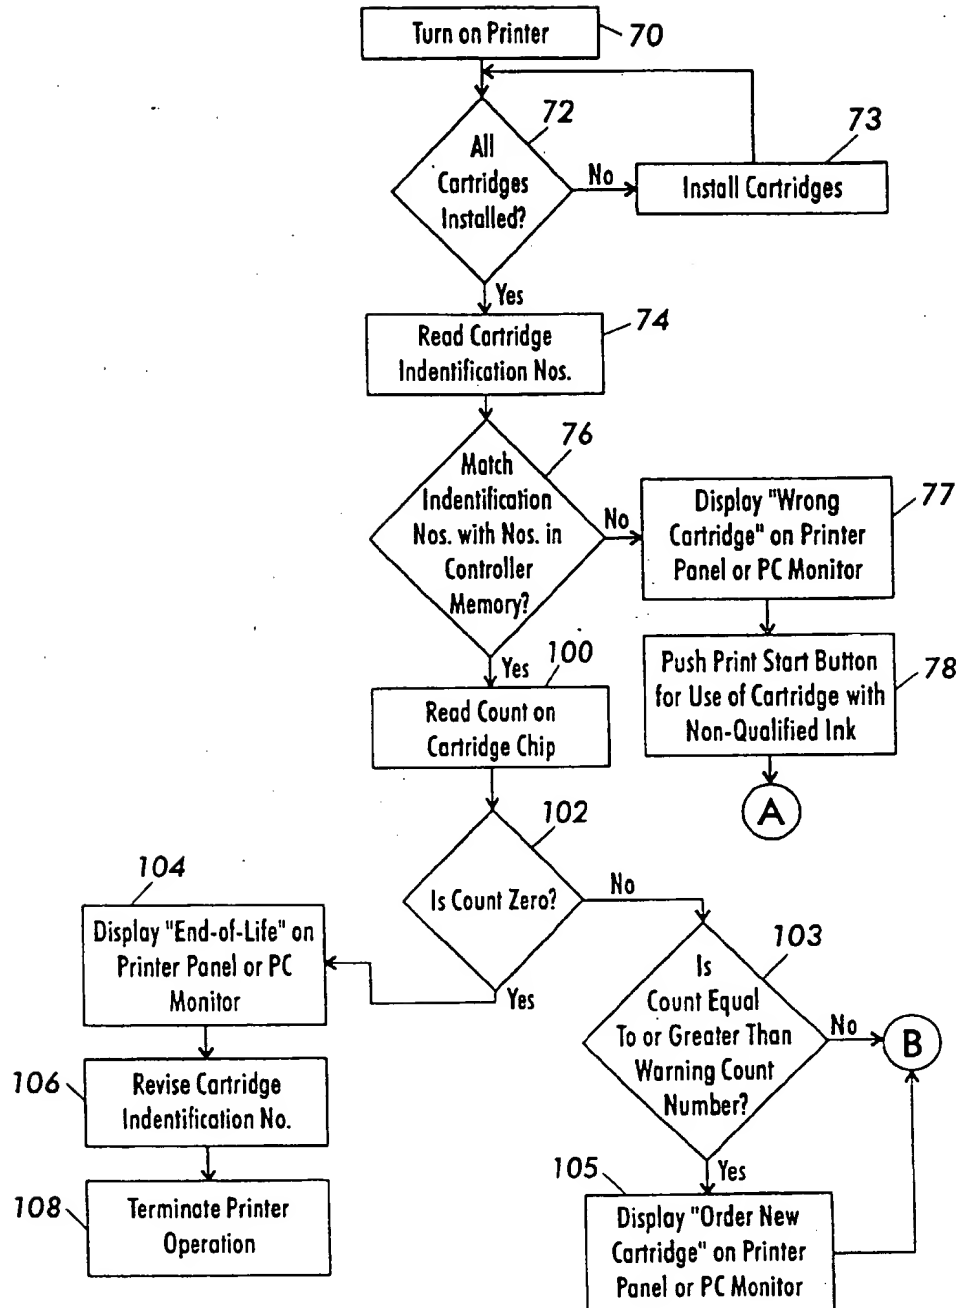 Turn on Printer
70
72
All
Cartridges
Installed?
No
73
Install Cartridges
Yes
74
Read Cartridge
Indentification Nos.
76
Match
Indentification
Nos. with Nos. in
Controller
Memory?
No
Display "Wrong
Cartridge" on Printer
Panel or PC Monitor
77
Yes
100
Push Print Start Button
for Use of Cartridge with
Non-Qualified Ink
78
Read Count on
Cartridge Chip
A
102
Is Count Zero?
No
Yes
104
Display "End-of-Life" on
Printer Panel or PC
Monitor
103
Is
Count Equal
To or Greater Than
Warning Count
Number?
No
B
106
Revise Cartridge
Indentification No.
Yes
108
Terminate Printer
Operation
105
Display "Order New
Cartridge" on Printer
Panel or PC Monitor